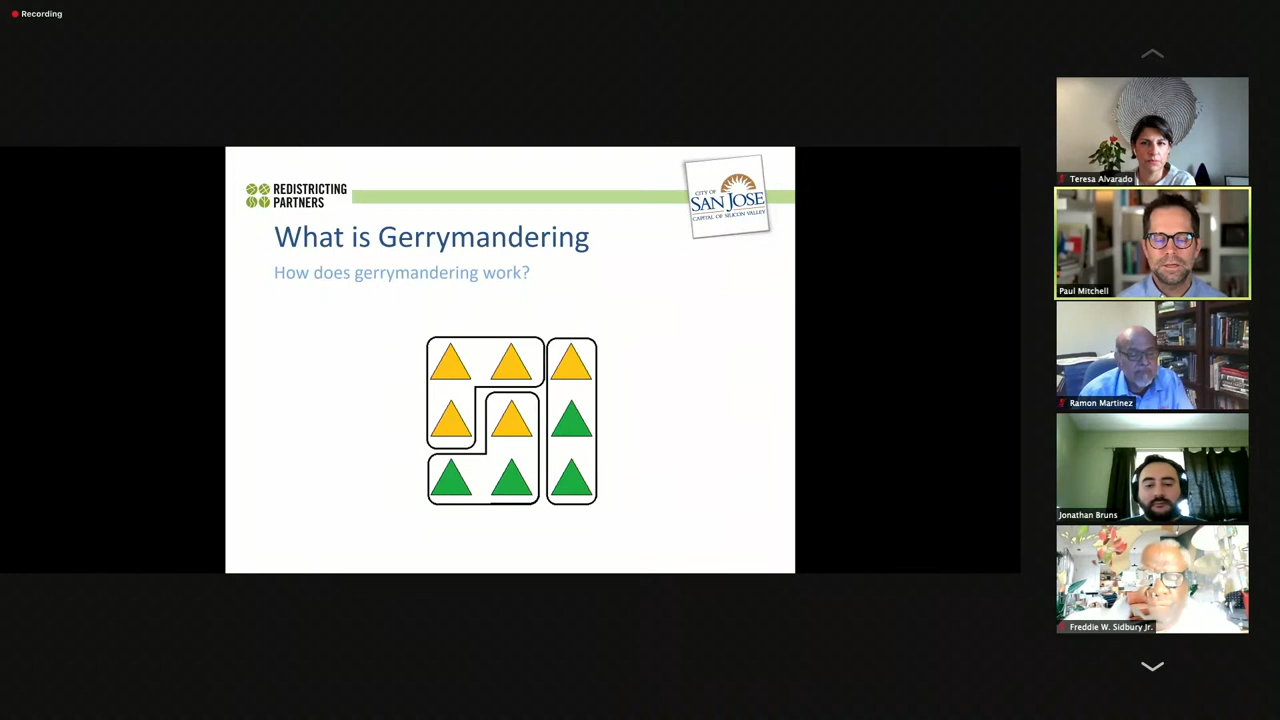 Recording
REDISTRICTING
PARTNERS
CITY OF
SAN JOSE
CAPITAL OF SILICON VALLEY
What is Gerrymandering
How does gerrymandering work?
Teresa Alvarado
Paul Mitchell
Ramon Martinez
Jonathan Bruns
Freddie W. Sidbury Jr.